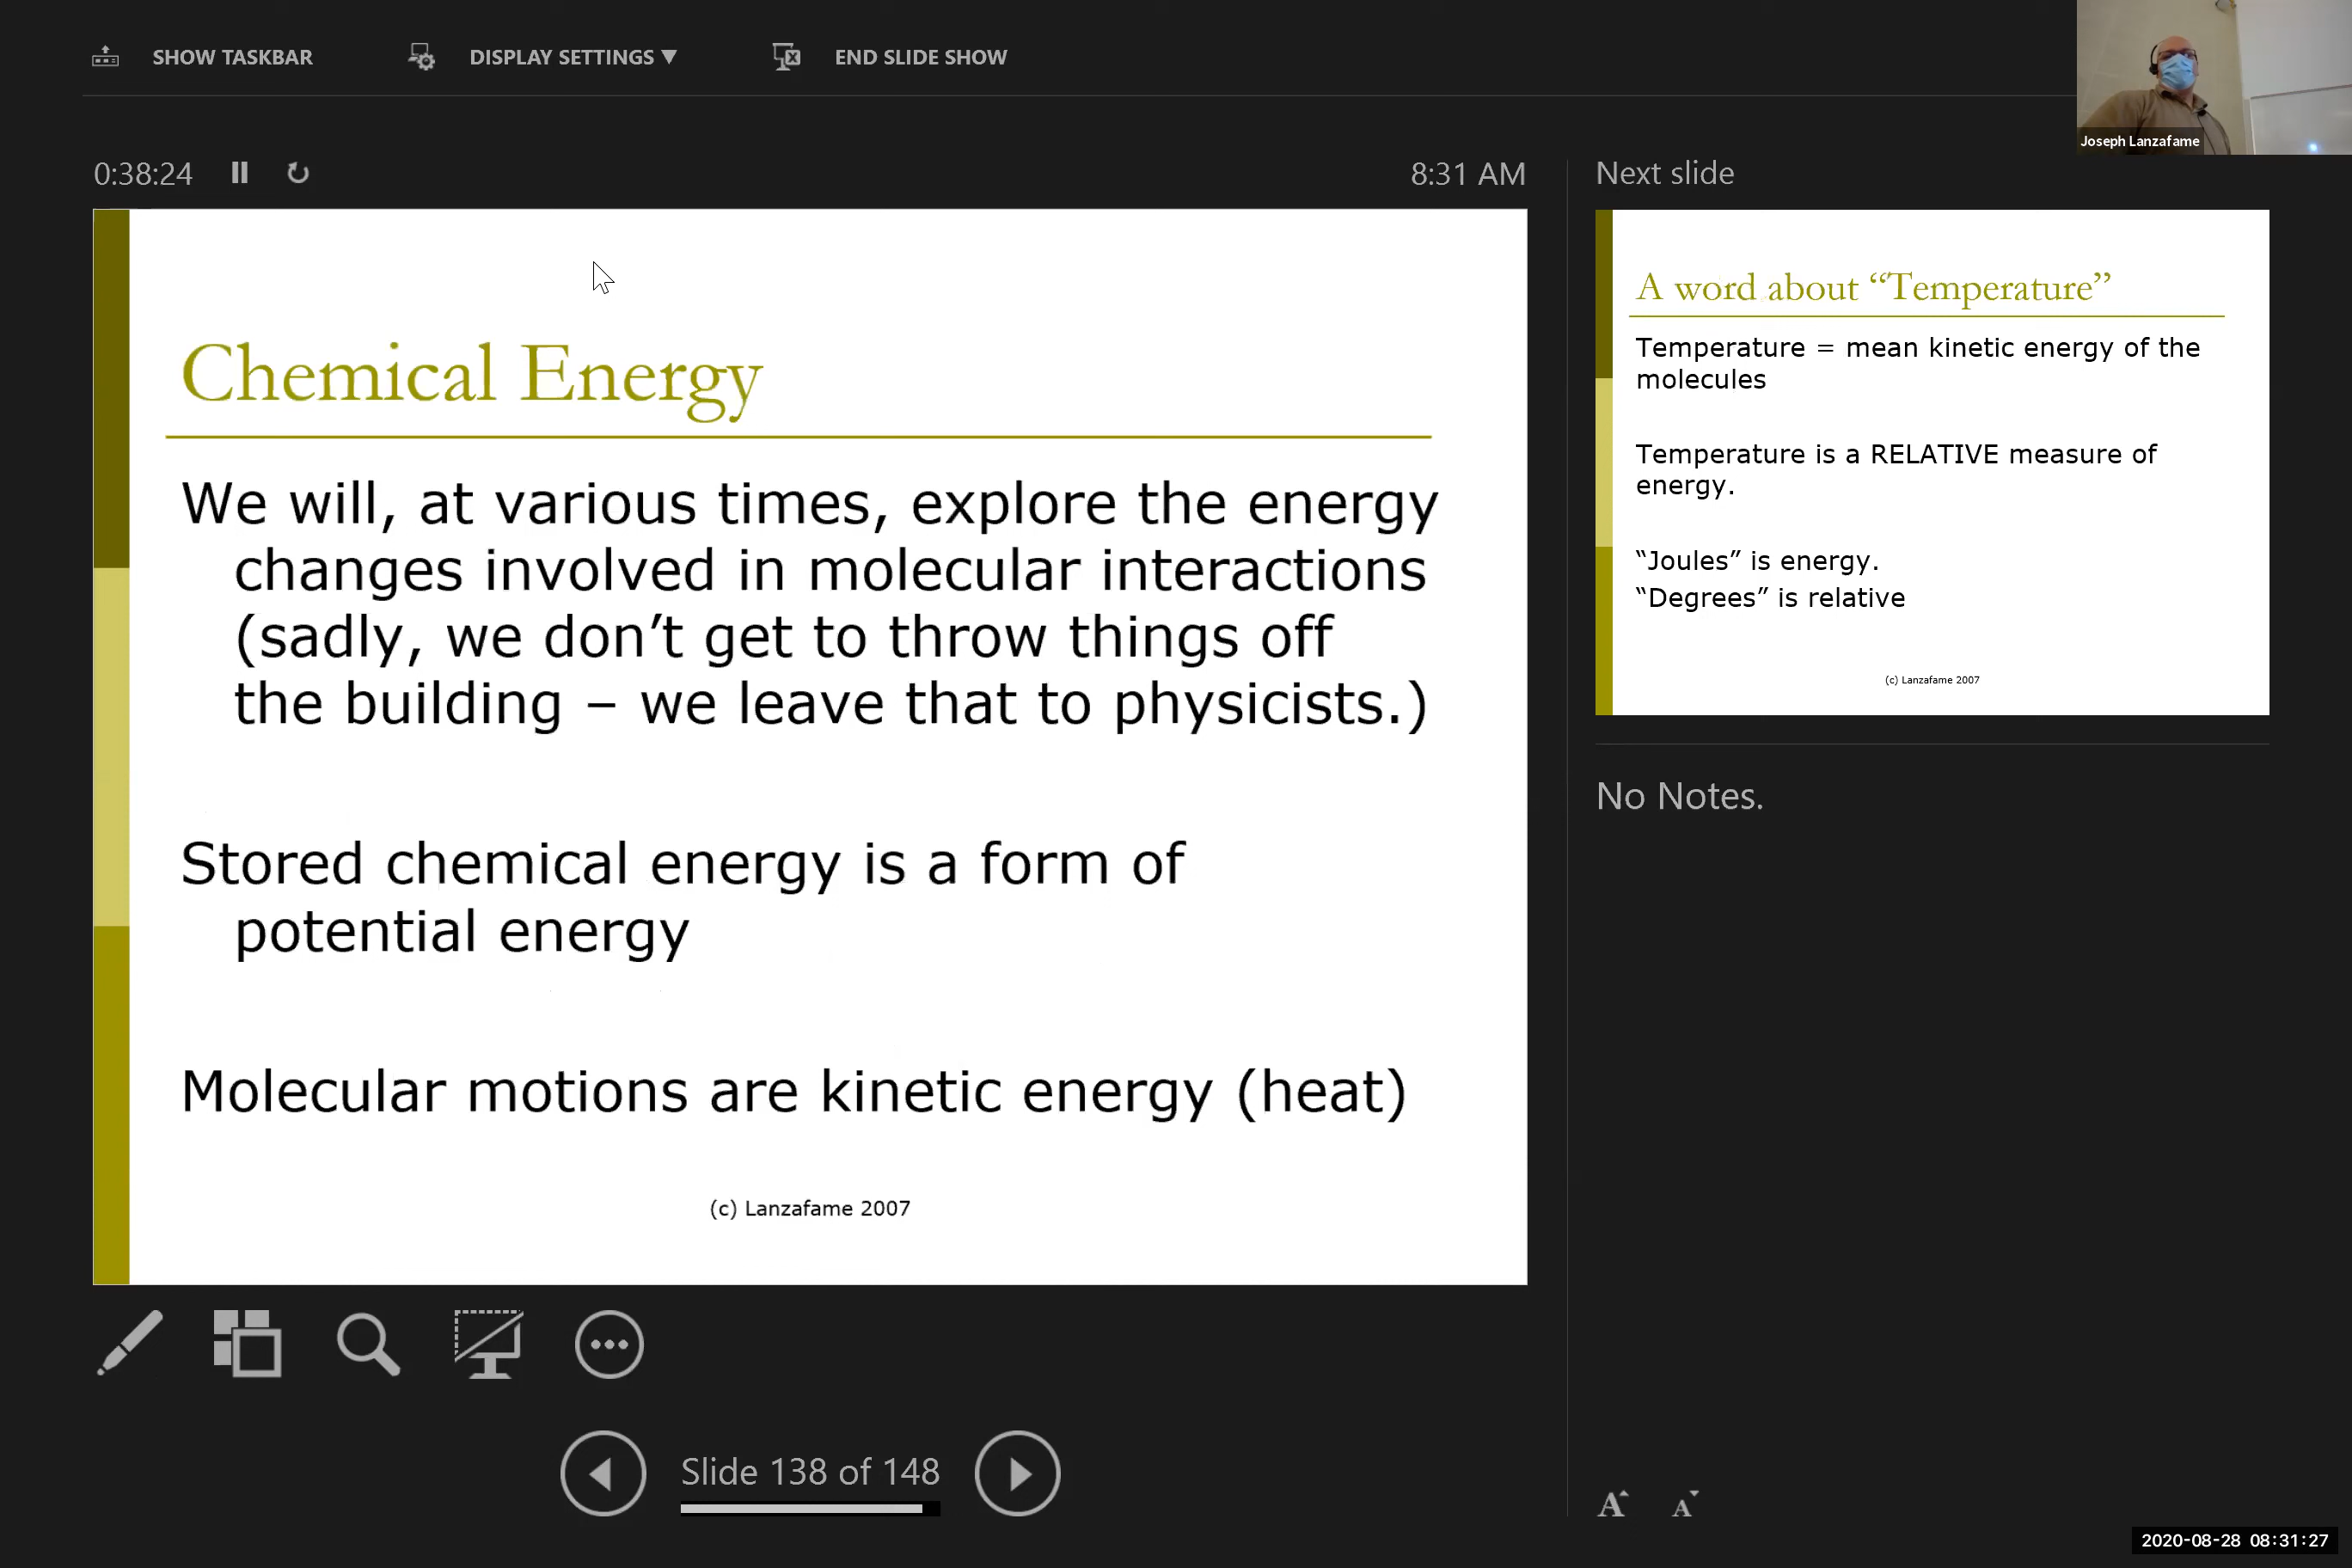 SHOW TASKBAR
DISPLAY SETTINGS ▼
END SLIDE SHOW
Joseph Lanzafame
0:38:24
8:31 AM
Next slide
Chemical Energy
We will, at various times, explore the energy
changes involved in molecular interactions
(sadly, we don’t get to throw things off
the building – we leave that to physicists.)
Stored chemical energy is a form of
potential energy
Molecular motions are kinetic energy (heat)
(c) Lanzafame 2007
A word about “Temperature”
Temperature = mean kinetic energy of the
molecules
Temperature is a RELATIVE measure of
energy.
“Joules” is energy.
“Degrees” is relative
(c) Lanzafame 2007
No Notes.
Slide 138 of 148
A A
2020-08-28 08:31:27